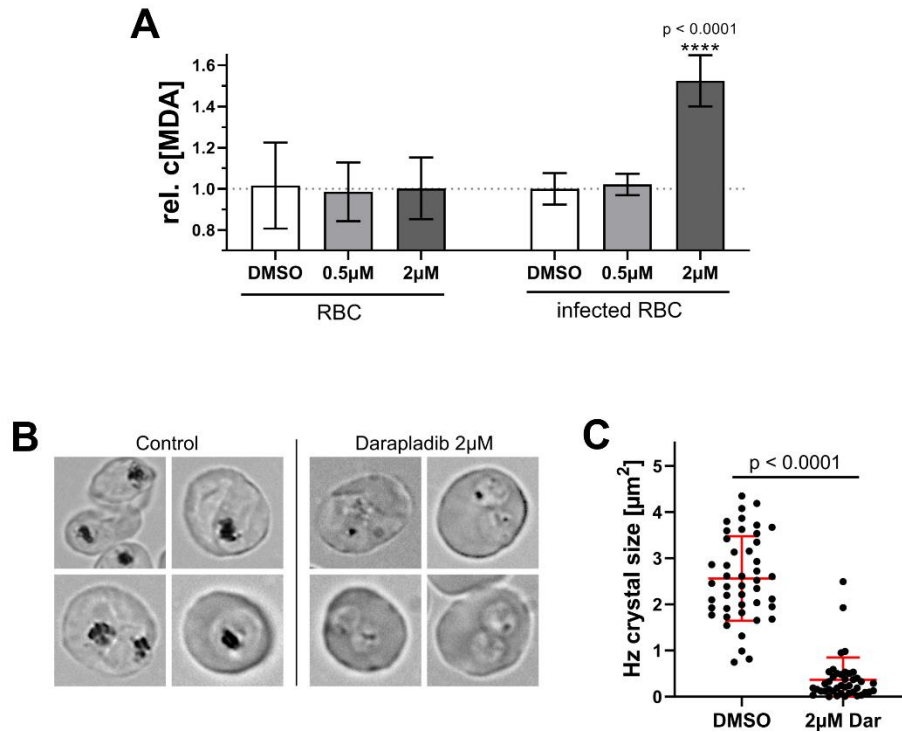 A
p < 0.0001
****
rel. c[MDA]
1.6
1.4
1.2
1.0
0.8
DMSO 0.5µM 2µM DMSO 0.5µM 2µM
RBC infected RBC
B
Control Darapladib 2µM
C
p < 0.0001
Hz crystal size [µm²]
5
4
3
2
1
0
DMSO 2µM Dar